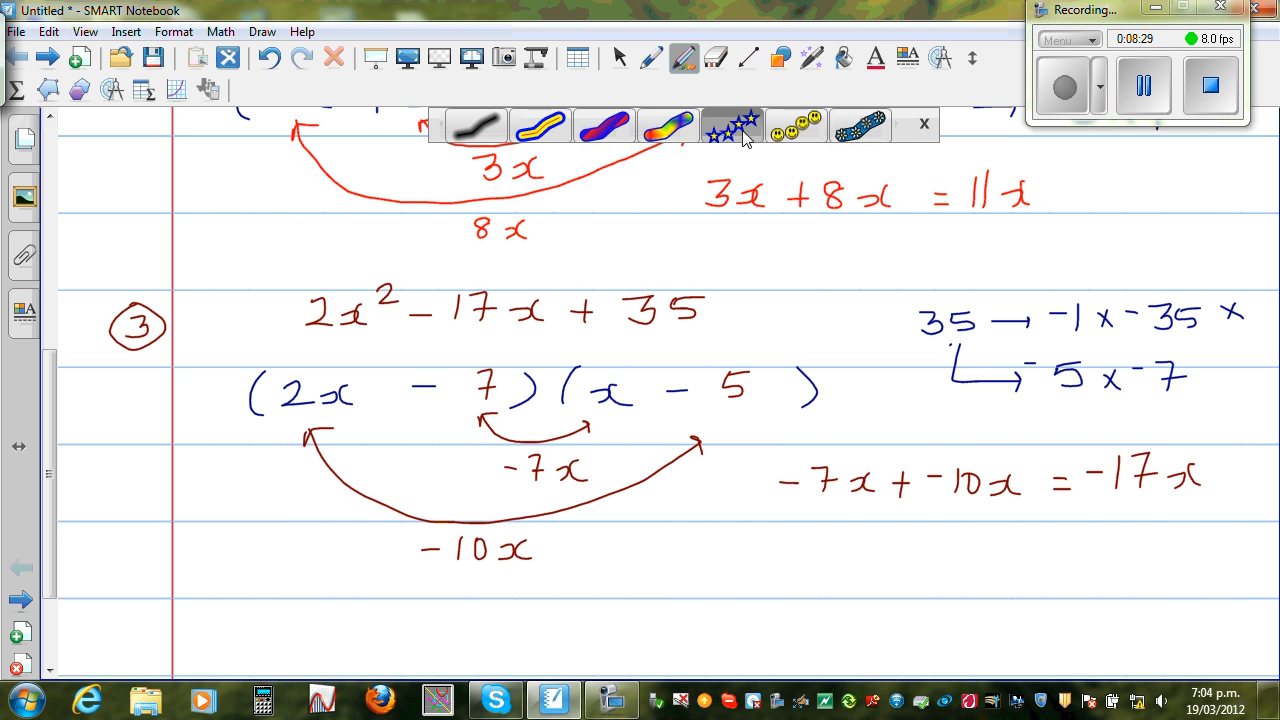 Untitled * - SMART Notebook
Recording...
File Edit View Insert Format Math Draw Help
Menu
0:08:29
8.0 fps
3x
8x
3x + 8x = 11x
3
2x² - 17x + 35
35 → -1 x -35 x
-5 x -7
(2x - 7)(x - 5)
-7x
-7x + -10x = -17x
-10x
7:04 p.m.
19/03/2012